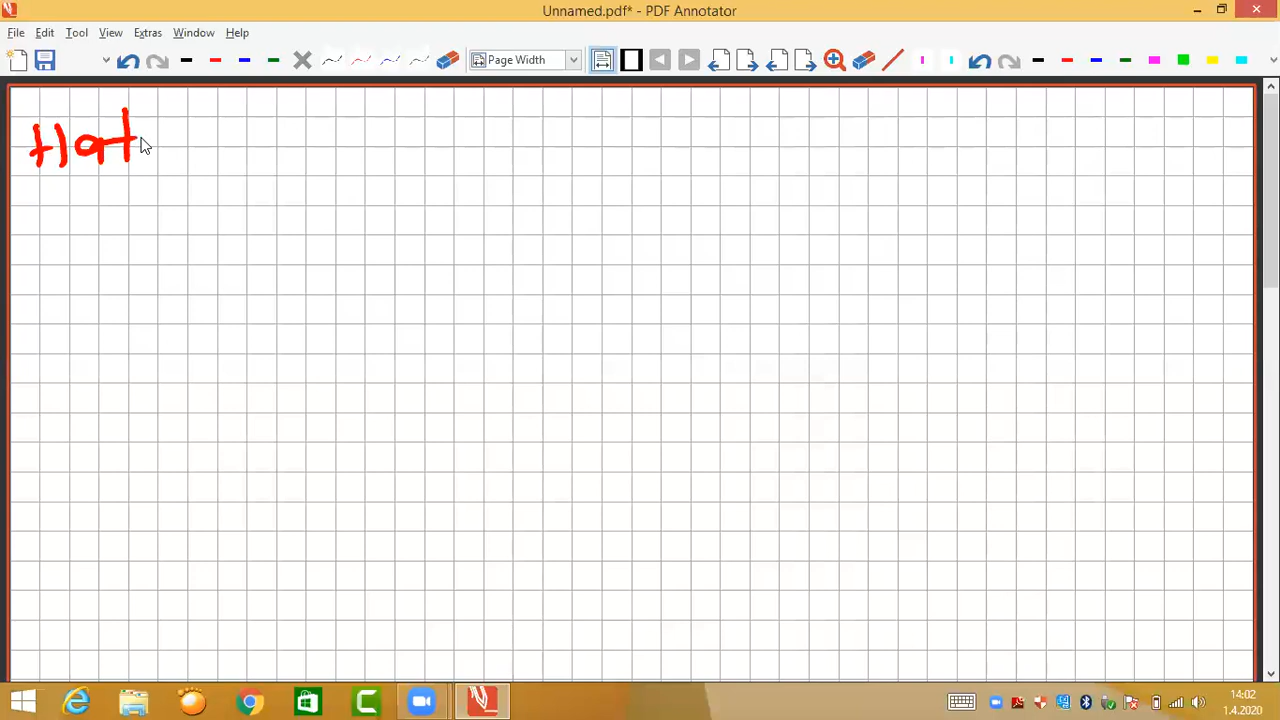 Unnamed.pdf* - PDF Annotator
File Edit Tool View Extras Window Help
Page Width
Hat
14:02
1.4.2020